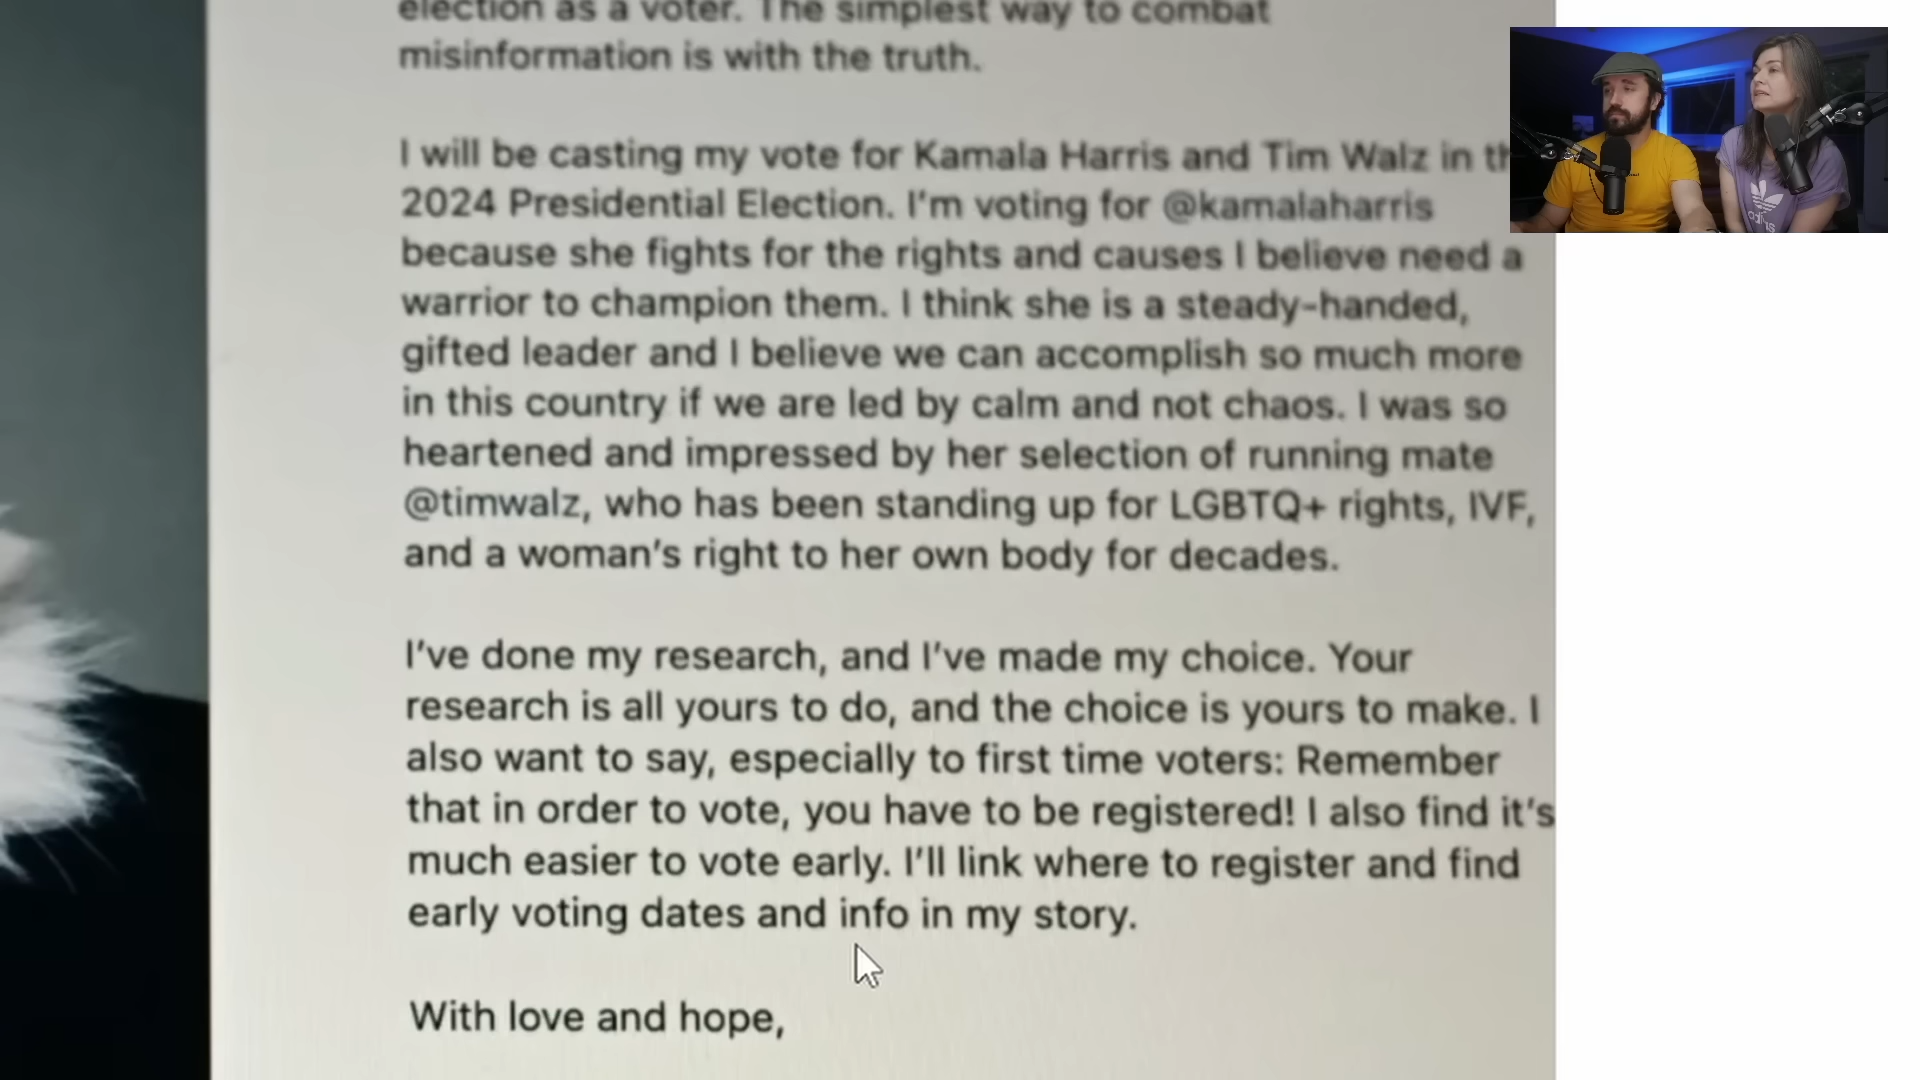 election as a voter. The simplest way to combat
misinformation is with the truth.
I will be casting my vote for Kamala Harris and Tim Walz in th
2024 Presidential Election. I'm voting for @kamalaharris
because she fights for the rights and causes I believe need a
warrior to champion them. I think she is a steady-handed,
gifted leader and I believe we can accomplish so much more
in this country if we are led by calm and not chaos. I was so
heartened and impressed by her selection of running mate
@timwalz, who has been standing up for LGBTQ+ rights, IVF,
and a woman's right to her own body for decades.
I've done my research, and I've made my choice. Your
research is all yours to do, and the choice is yours to make. I
also want to say, especially to first time voters: Remember
that in order to vote, you have to be registered! I also find it's
much easier to vote early. I'll link where to register and find
early voting dates and info in my story.
With love and hope,
adidas